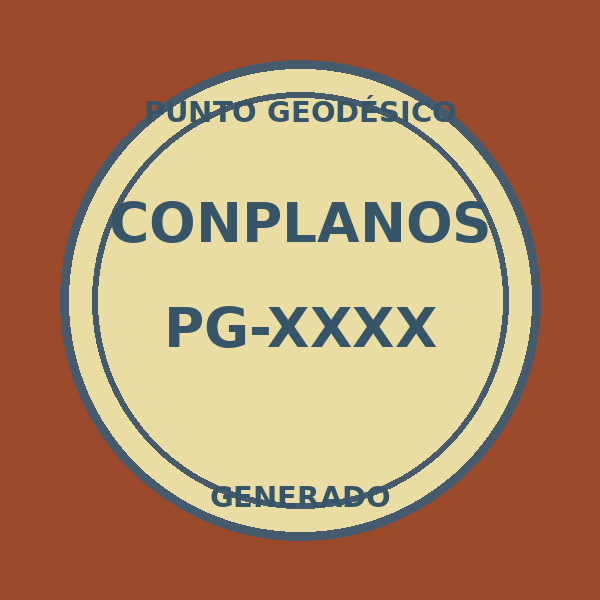 PUNTO GEODÉSICO
CONPLANOS
PG-XXXX
GENERADO